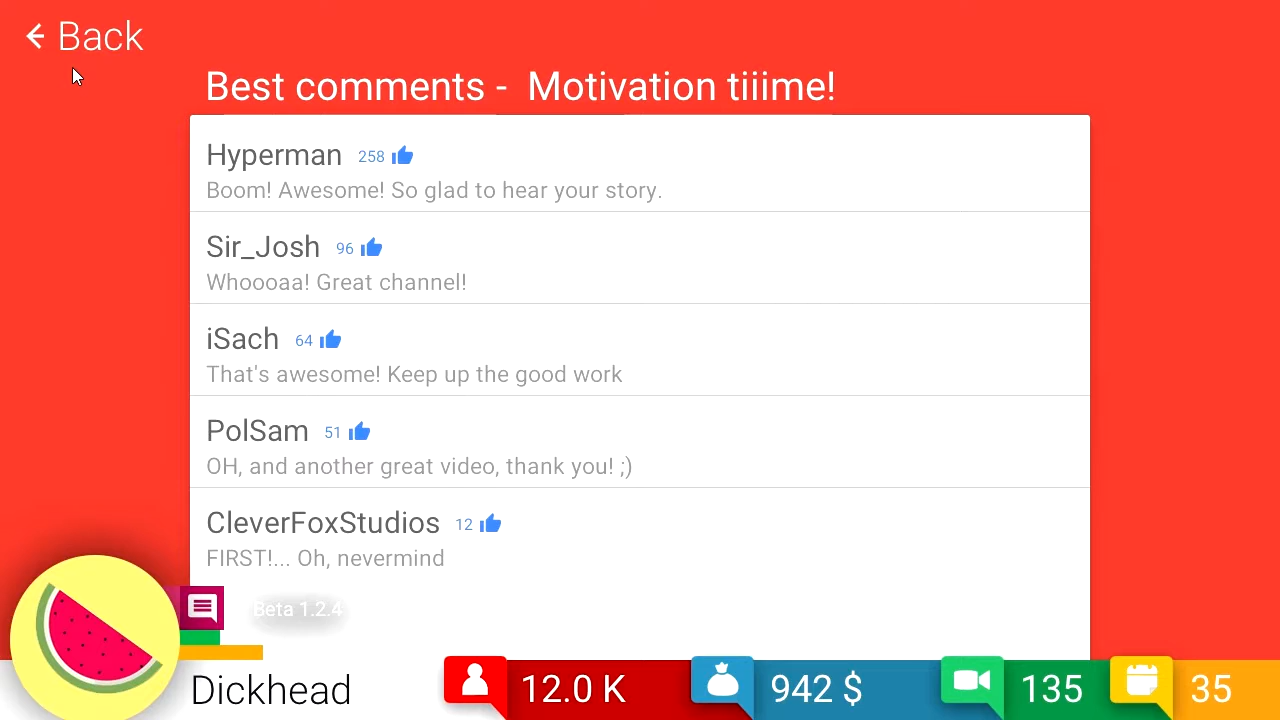 Back
Best comments -  Motivation tiiime!
Hyperman 258
Boom! Awesome! So glad to hear your story.
Sir_Josh 96
Whoooaa! Great channel!
iSach 64
That's awesome! Keep up the good work
PolSam 51
OH, and another great video, thank you! ;)
CleverFoxStudios 12
FIRST!... Oh, nevermind
Beta 1.2.4
Dickhead 12.0 K 942 $ 135 35